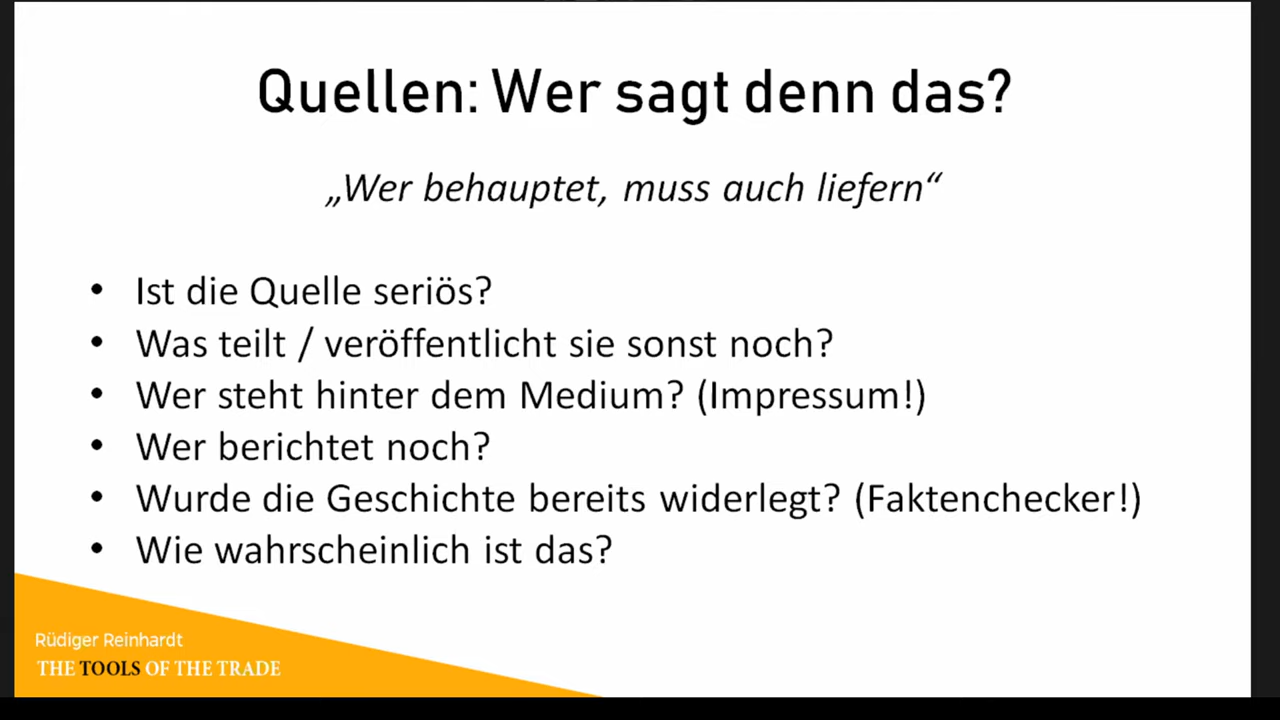 Quellen: Wer sagt denn das?
„Wer behauptet, muss auch liefern“
• Ist die Quelle seriös?
• Was teilt / veröffentlicht sie sonst noch?
• Wer steht hinter dem Medium? (Impressum!)
• Wer berichtet noch?
• Wurde die Geschichte bereits widerlegt? (Faktenchecker!)
• Wie wahrscheinlich ist das?
Rüdiger Reinhardt
THE TOOLS OF THE TRADE